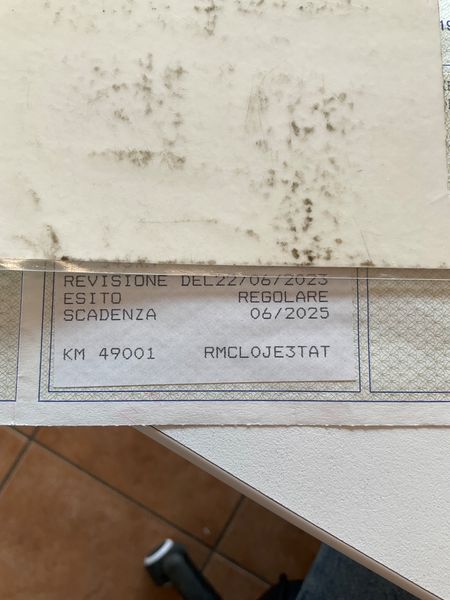 REVISIONE DEL22/06/2023
ESITO REGOLARE
SCADENZA 06/2025
KM 49001 RMCLOJE3TAT